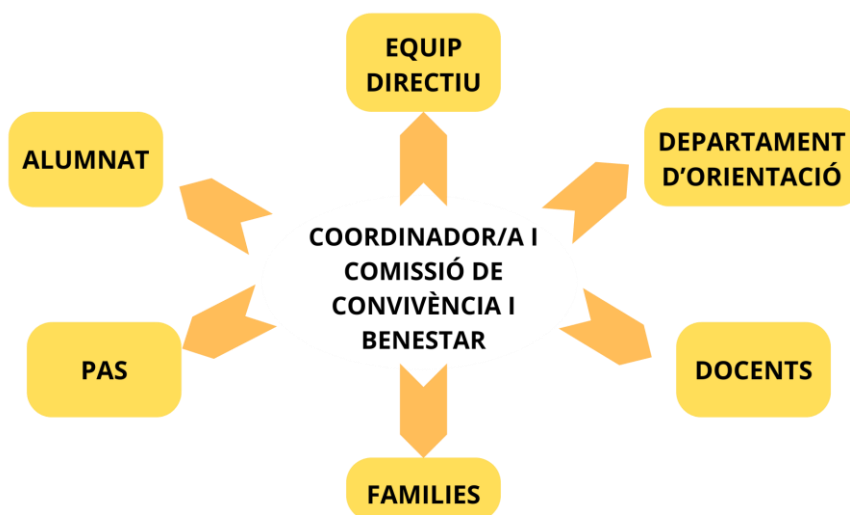 EQUIP
DIRECTIU
ALUMNAT
DEPARTAMENT
D'ORIENTACIÓ
COORDINADOR/A I
COMISSIÓ DE
CONVIVÈNCIA I
BENESTAR
PAS
DOCENTS
FAMILIES